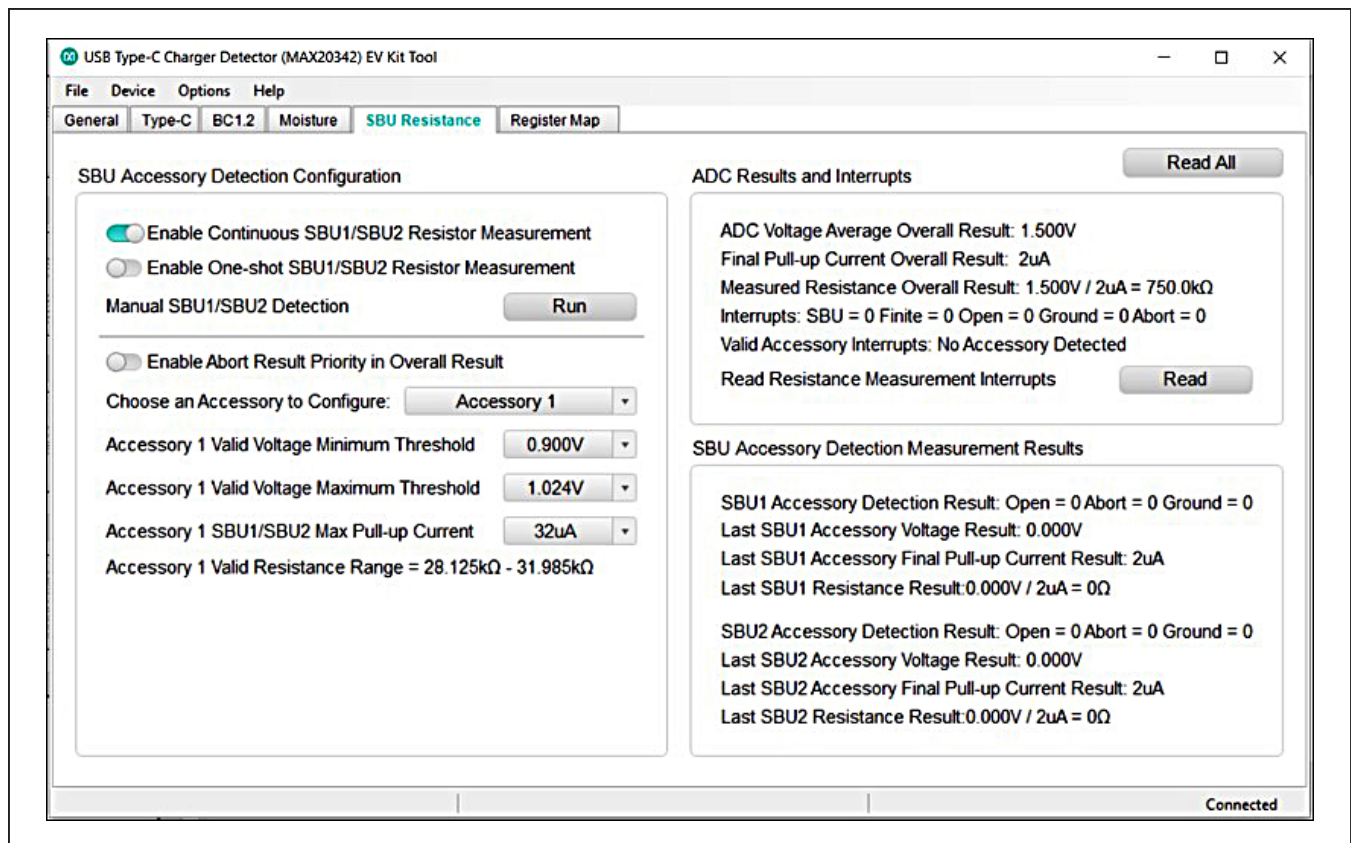 USB Type-C Charger Detector (MAX20342) EV Kit Tool
File Device Options Help
General Type-C BC1.2 Moisture SBU Resistance Register Map
Read All
SBU Accessory Detection Configuration
Enable Continuous SBU1/SBU2 Resistor Measurement
Enable One-shot SBU1/SBU2 Resistor Measurement
Manual SBU1/SBU2 Detection Run
Enable Abort Result Priority in Overall Result
Choose an Accessory to Configure: Accessory 1
Accessory 1 Valid Voltage Minimum Threshold 0.900V
Accessory 1 Valid Voltage Maximum Threshold 1.024V
Accessory 1 SBU1/SBU2 Max Pull-up Current 32uA
Accessory 1 Valid Resistance Range = 28.125kΩ - 31.985kΩ
ADC Results and Interrupts
ADC Voltage Average Overall Result: 1.500V
Final Pull-up Current Overall Result: 2uA
Measured Resistance Overall Result: 1.500V / 2uA = 750.0kΩ
Interrupts: SBU = 0 Finite = 0 Open = 0 Ground = 0 Abort = 0
Valid Accessory Interrupts: No Accessory Detected
Read Resistance Measurement Interrupts Read
SBU Accessory Detection Measurement Results
SBU1 Accessory Detection Result: Open = 0 Abort = 0 Ground = 0
Last SBU1 Accessory Voltage Result: 0.000V
Last SBU1 Accessory Final Pull-up Current Result: 2uA
Last SBU1 Resistance Result:0.000V / 2uA = 0Ω
SBU2 Accessory Detection Result: Open = 0 Abort = 0 Ground = 0
Last SBU2 Accessory Voltage Result: 0.000V
Last SBU2 Accessory Final Pull-up Current Result: 2uA
Last SBU2 Resistance Result:0.000V / 2uA = 0Ω
Connected